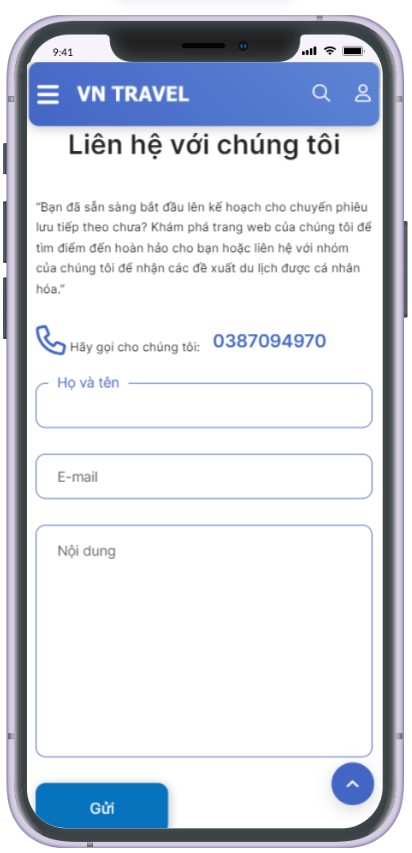 9:41
VN TRAVEL
Liên hệ với chúng tôi
"Bạn đã sẵn sàng bắt đầu lên kế hoạch cho chuyến phiêu
lưu tiếp theo chưa? Khám phá trang web của chúng tôi để
tìm điểm đến hoàn hảo cho bạn hoặc liên hệ với nhóm
của chúng tôi để nhận các đề xuất du lịch được cá nhân
hóa."
Hãy gọi cho chúng tôi: 0387094970
Họ và tên
E-mail
Nội dung
Gửi